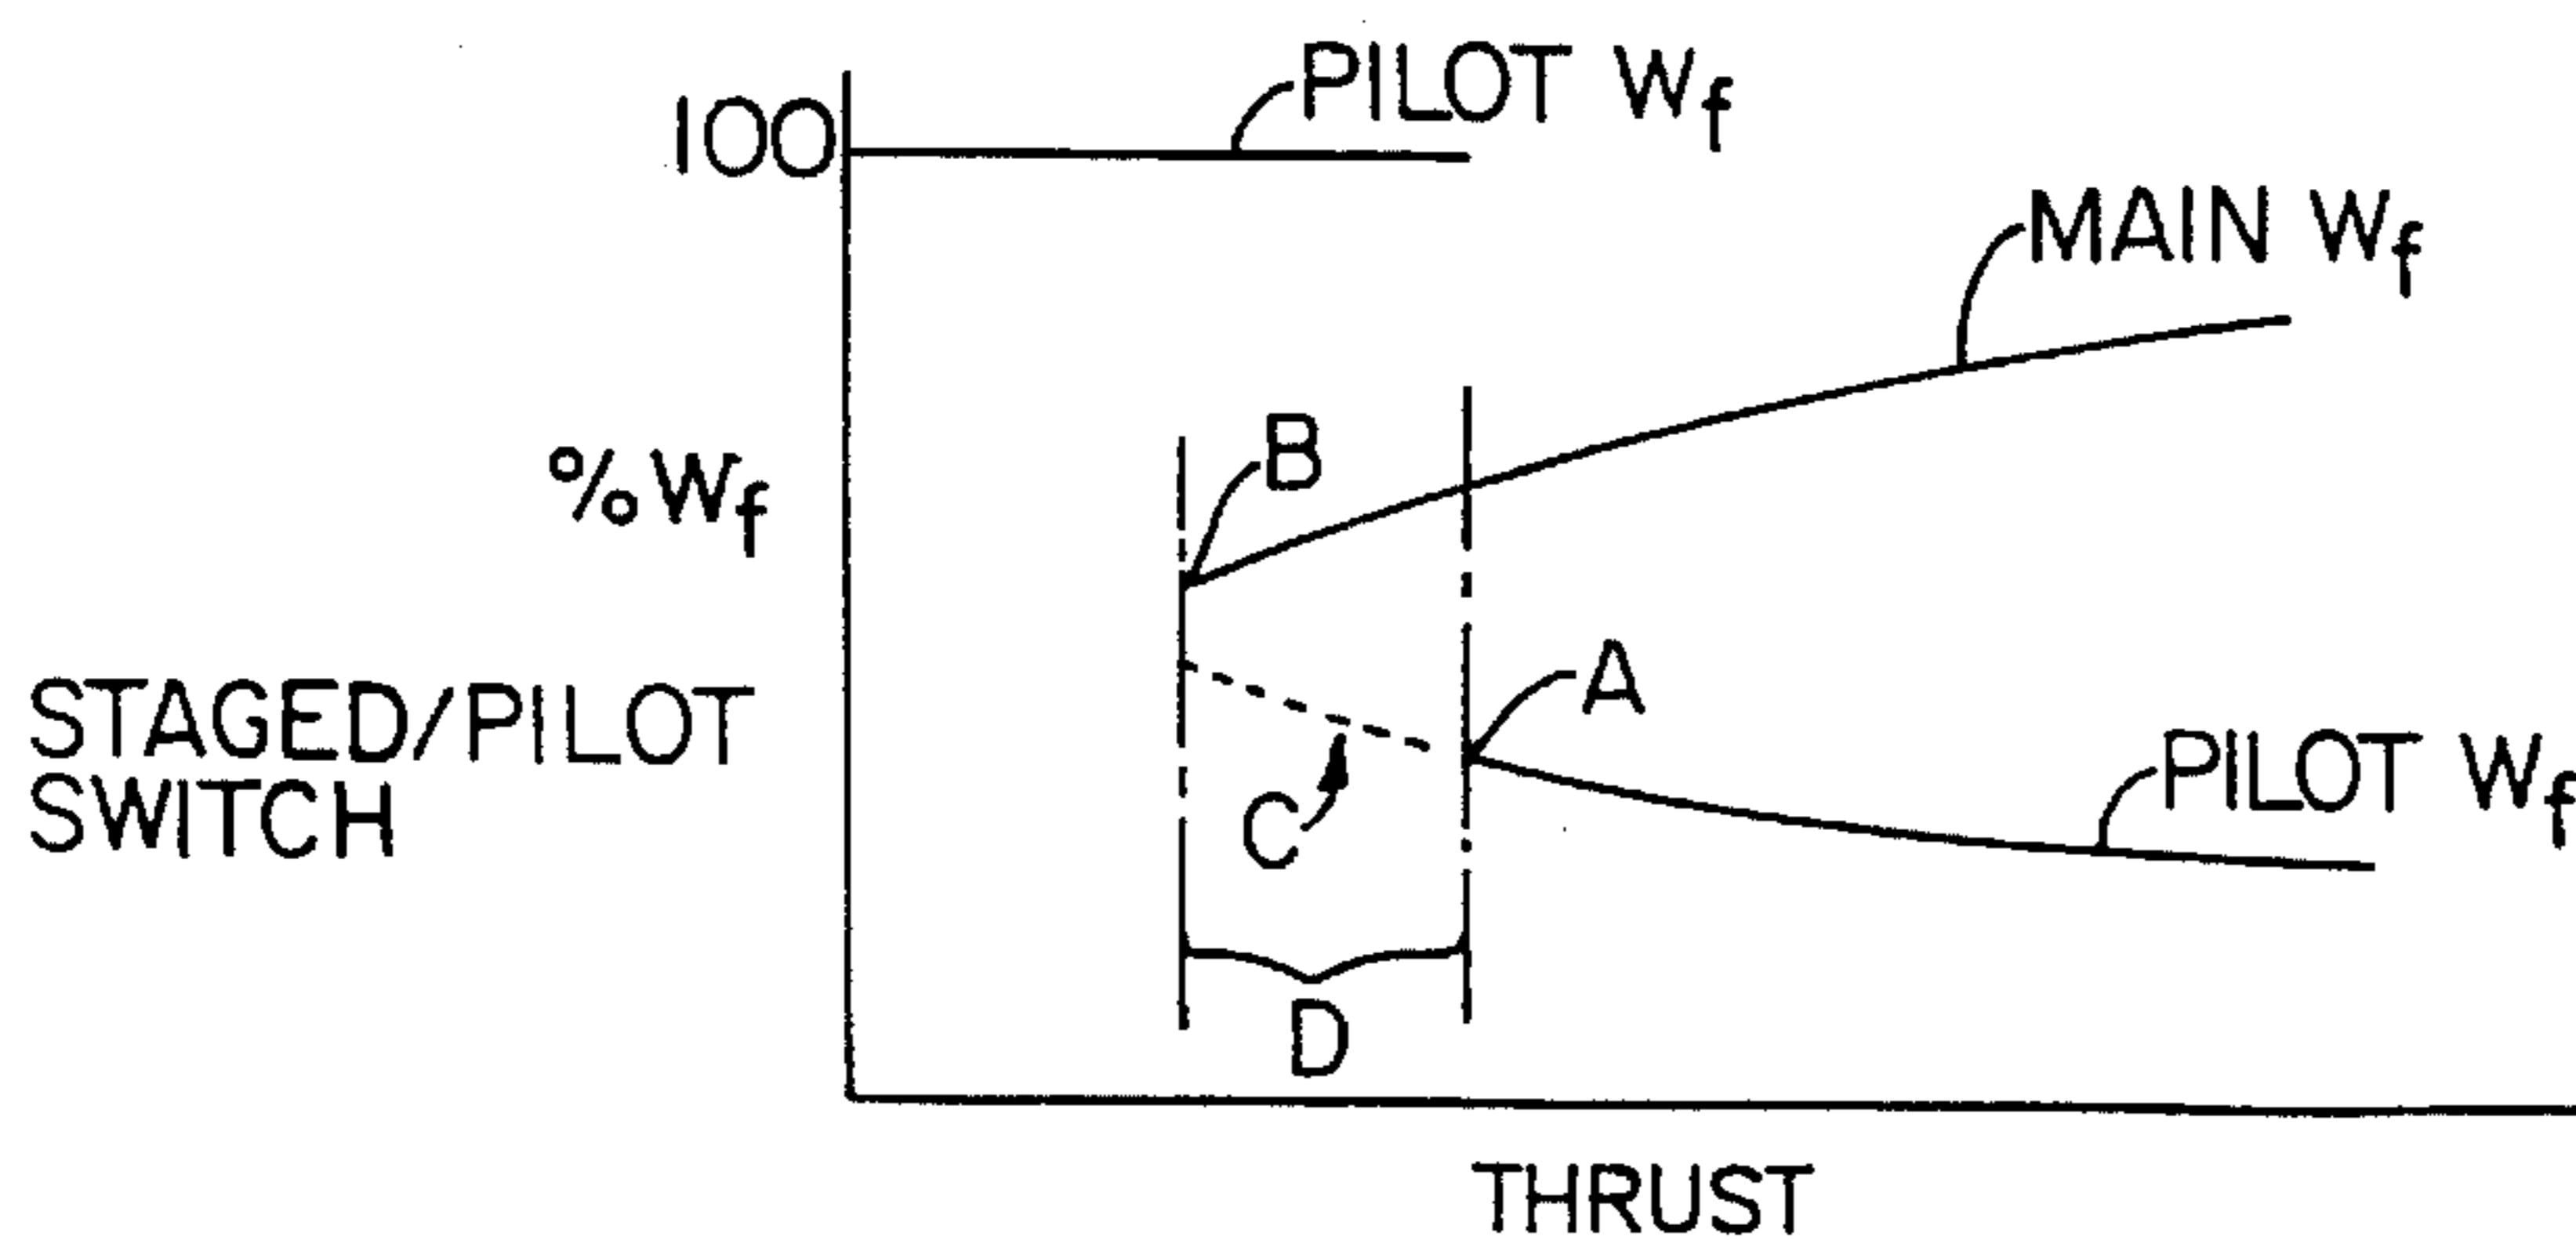 PILOT Wf
100
MAIN Wf
B
%Wf
A
STAGED/PILOT
SWITCH
PILOT Wf
C
D
THRUST